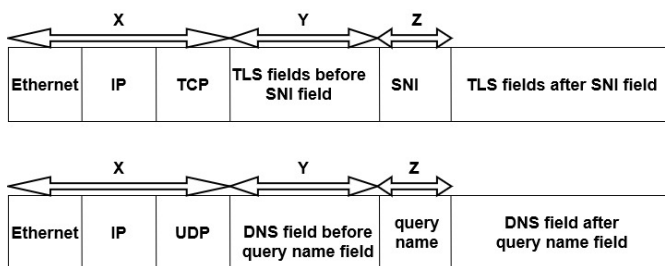 X Y Z
Ethernet IP TCP TLS fields before SNI field SNI TLS fields after SNI field
X Y Z
Ethernet IP UDP DNS field before query name field query name DNS field after query name field